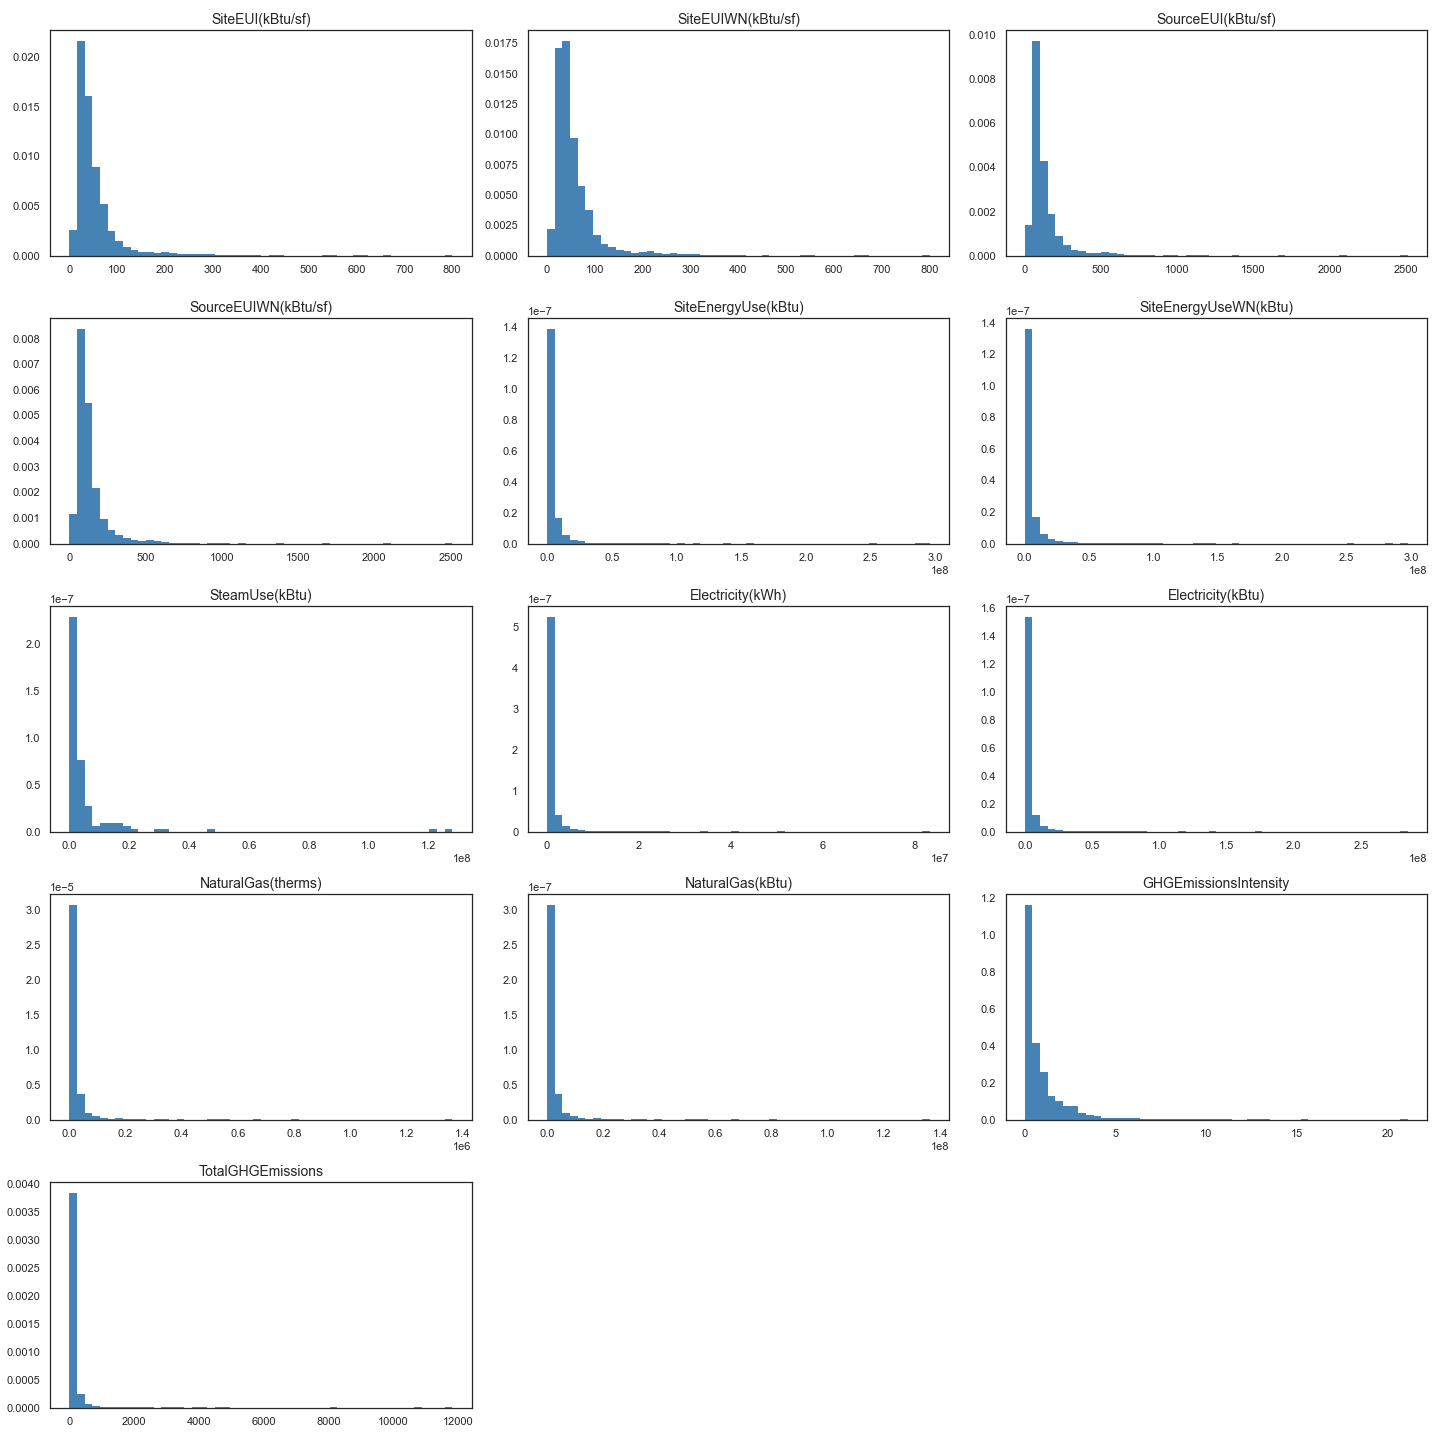 SiteEUI(kBtu/sf) SiteEUIWN(kBtu/sf) SourceEUI(kBtu/sf)
0.020 0.015 0.010 0.005 0.000
0 100 200 300 400 500 600 700 800
0.0175 0.0150 0.0125 0.0100 0.0075 0.0050 0.0025 0.0000
0 100 200 300 400 500 600 700 800
0.010 0.008 0.006 0.004 0.002 0.000
0 500 1000 1500 2000 2500
SourceEUIWN(kBtu/sf) SiteEnergyUse(kBtu) SiteEnergyUseWN(kBtu)
0.008 0.007 0.006 0.005 0.004 0.003 0.002 0.001 0.000
0 500 1000 1500 2000 2500
1e−7
1.4 1.2 1.0 0.8 0.6 0.4 0.2 0.0
0.0 0.5 1.0 1.5 2.0 2.5 3.0
1e8
1e−7
1.4 1.2 1.0 0.8 0.6 0.4 0.2 0.0
0.0 0.5 1.0 1.5 2.0 2.5 3.0
1e8
SteamUse(kBtu) Electricity(kWh) Electricity(kBtu)
1e−7
2.0 1.5 1.0 0.5 0.0
0.0 0.2 0.4 0.6 0.8 1.0 1.2
1e8
1e−7
5 4 3 2 1 0
0 2 4 6 8
1e7
1e−7
1.6 1.4 1.2 1.0 0.8 0.6 0.4 0.2 0.0
0.0 0.5 1.0 1.5 2.0 2.5
1e8
NaturalGas(therms) NaturalGas(kBtu) GHGEmissionsIntensity
1e−5
3.0 2.5 2.0 1.5 1.0 0.5 0.0
0.0 0.2 0.4 0.6 0.8 1.0 1.2 1.4
1e6
1e−7
3.0 2.5 2.0 1.5 1.0 0.5 0.0
0.0 0.2 0.4 0.6 0.8 1.0 1.2 1.4
1e8
1.2 1.0 0.8 0.6 0.4 0.2 0.0
0 5 10 15 20
TotalGHGEmissions
0.0040 0.0035 0.0030 0.0025 0.0020 0.0015 0.0010 0.0005 0.0000
0 2000 4000 6000 8000 10000 12000